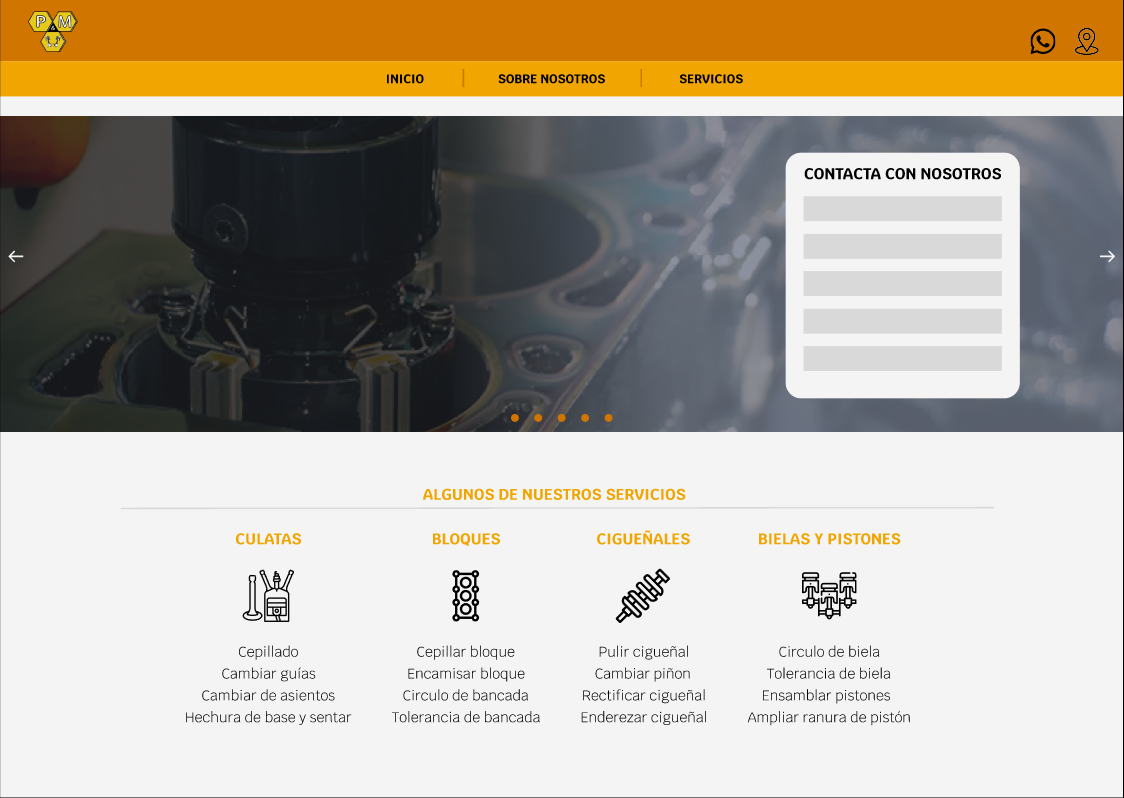 P & M
INICIO
SOBRE NOSOTROS
SERVICIOS
CONTACTA CON NOSOTROS
ALGUNOS DE NUESTROS SERVICIOS
CULATAS
Cepillado
Cambiar guías
Cambiar de asientos
Hechura de base y sentar
BLOQUES
Cepillar bloque
Encamisar bloque
Circulo de bancada
Tolerancia de bancada
CIGUEÑALES
Pulir cigueñal
Cambiar piñon
Rectificar cigueñal
Enderezar cigueñal
BIELAS Y PISTONES
Circulo de biela
Tolerancia de biela
Ensamblar pistones
Ampliar ranura de pistón